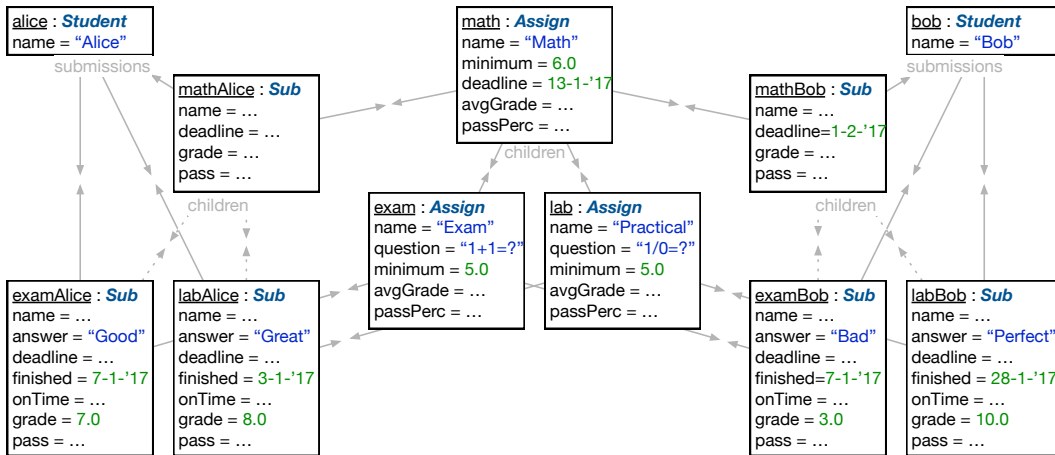 alice : Student
name = “Alice”
submissions
math : Assign
name = “Math”
minimum = 6.0
deadline = 13-1-’17
avgGrade = …
passPerc = …
children
bob : Student
name = “Bob”
submissions
mathAlice : Sub
name = …
deadline = …
grade = …
pass = …
children
mathBob : Sub
name = …
deadline=1-2-’17
grade = …
pass = …
children
exam : Assign
name = “Exam”
question = “1+1=?”
minimum = 5.0
avgGrade = …
passPerc = …
lab : Assign
name = “Practical”
question = “1/0=?”
minimum = 5.0
avgGrade = …
passPerc = …
examAlice : Sub
name = …
answer = “Good”
deadline = …
finished = 7-1-’17
onTime = …
grade = 7.0
pass = …
labAlice : Sub
name = …
answer = “Great”
deadline = …
finished = 3-1-’17
onTime = …
grade = 8.0
pass = …
examBob : Sub
name = …
answer = “Bad”
deadline = …
finished=7-1-’17
onTime = …
grade = 3.0
pass = …
labBob : Sub
name = …
answer = “Perfect”
deadline = …
finished = 28-1-’17
onTime = …
grade = 10.0
pass = …